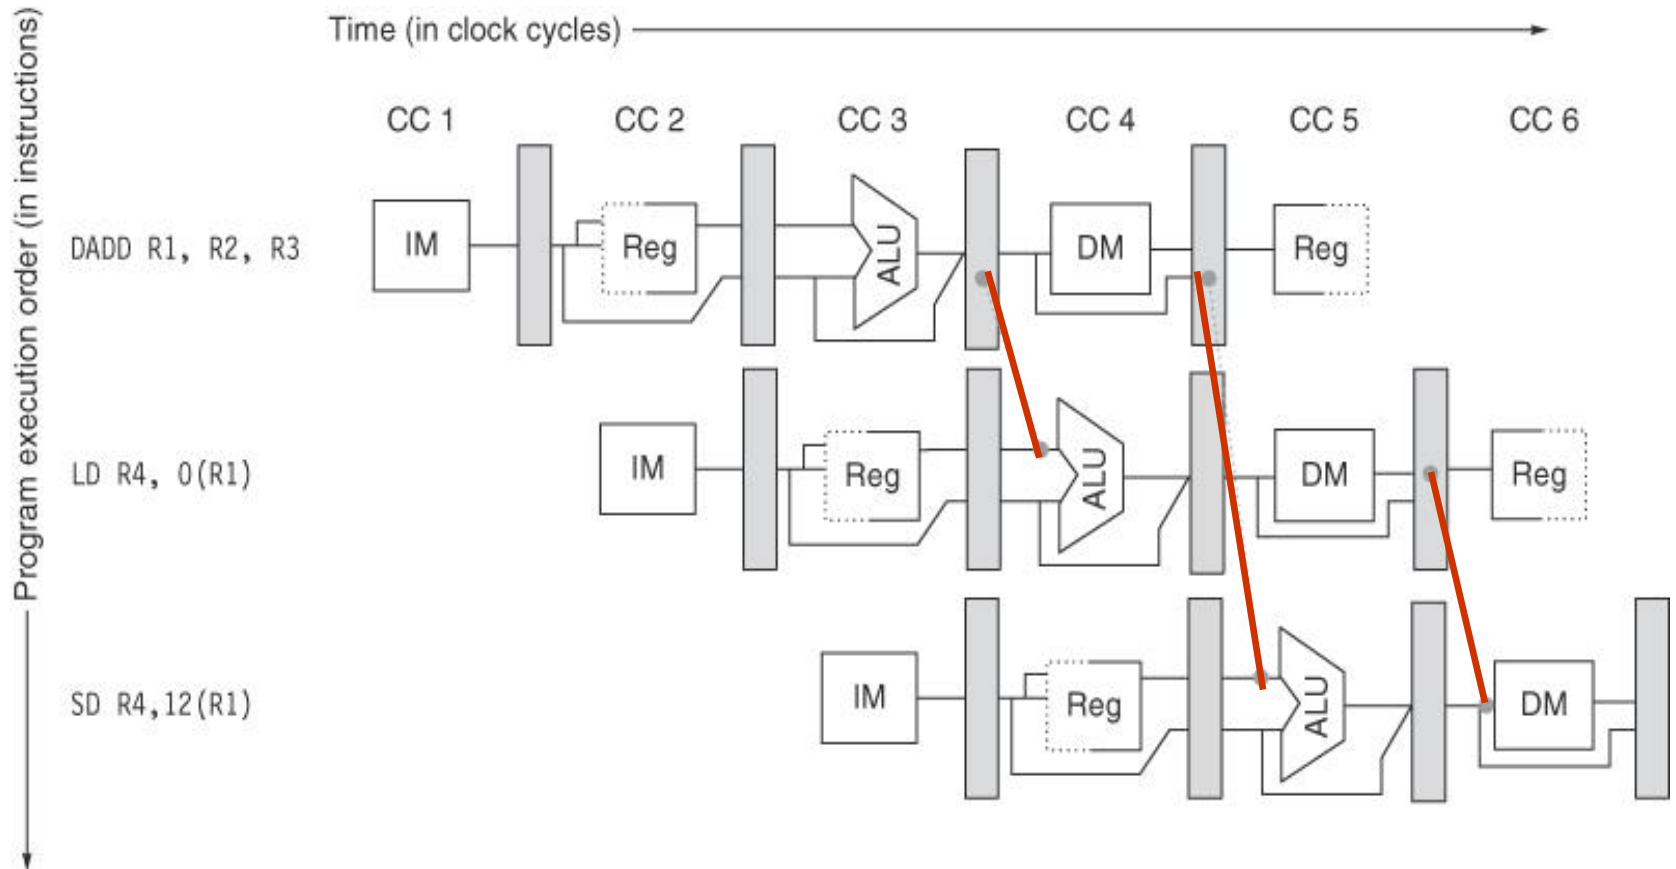 Time (in clock cycles)
Program execution order (in instructions)
CC 1 CC 2 CC 3 CC 4 CC 5 CC 6
DADD R1, R2, R3 IM Reg ALU DM Reg
LD R4, 0(R1) IM Reg ALU DM Reg
SD R4,12(R1) IM Reg ALU DM